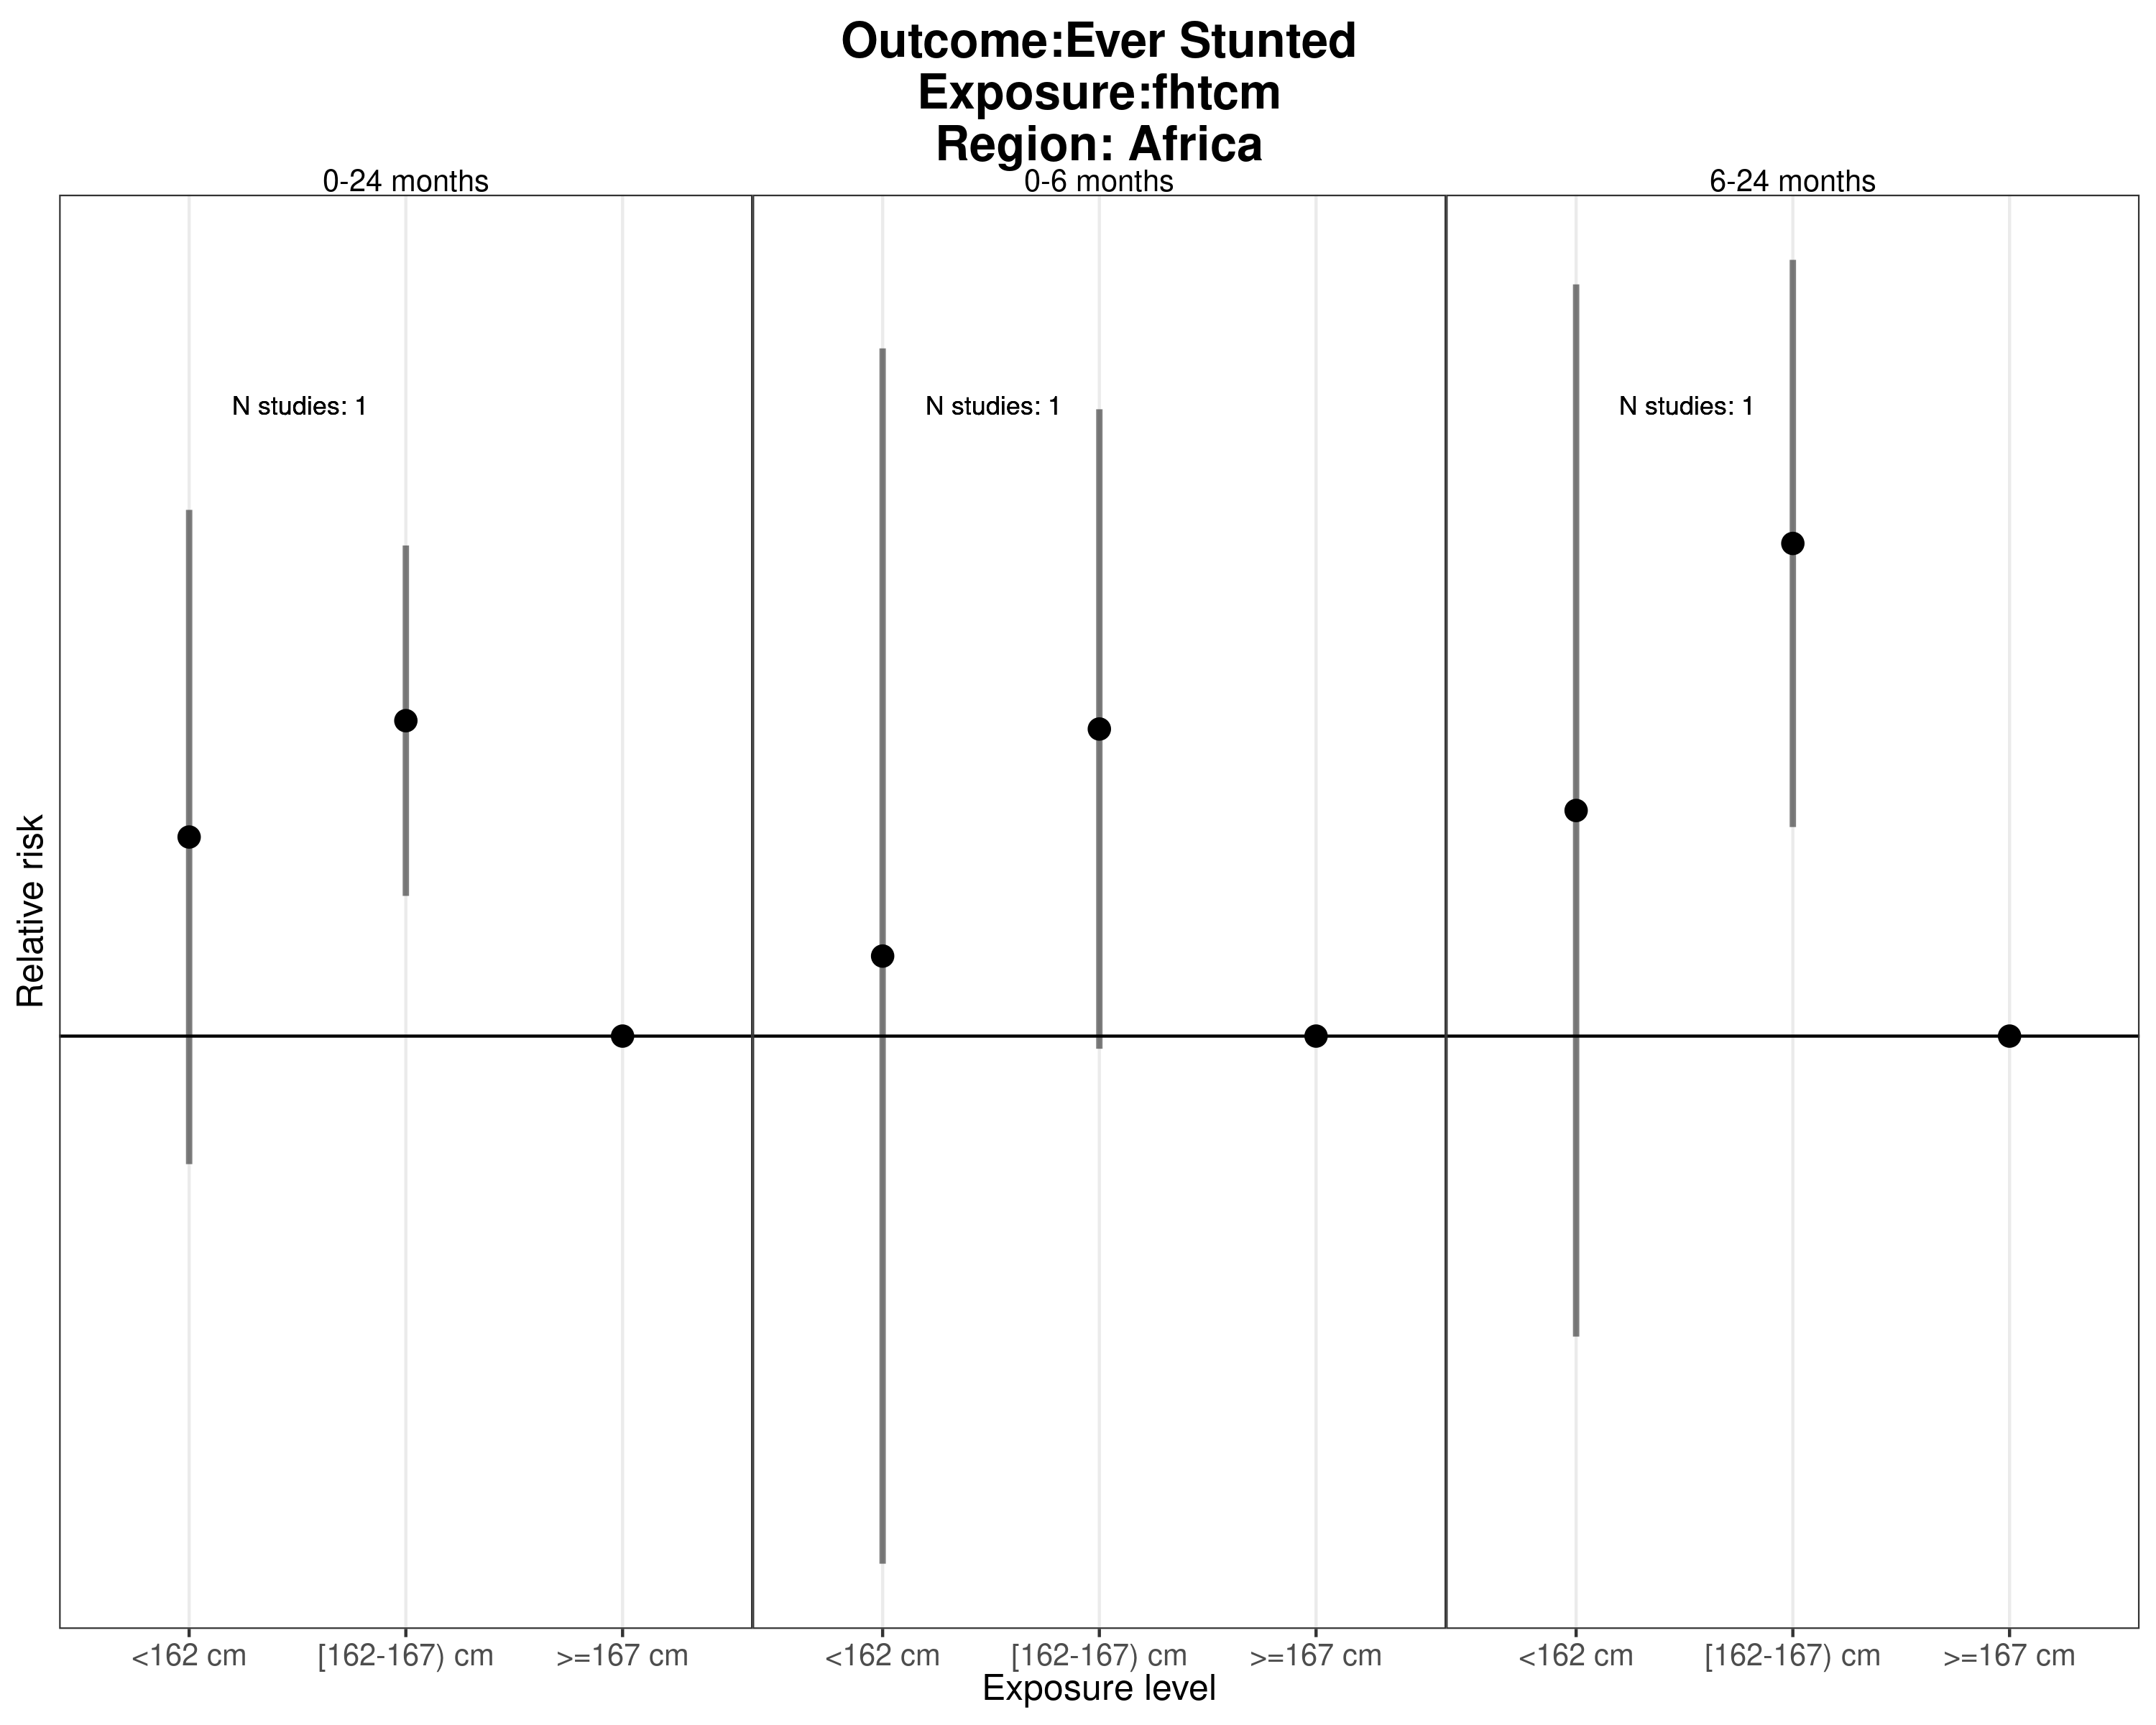 Outcome:Ever Stunted
Exposure:fhtcm
Region: Africa
0-24 months
0-6 months
6-24 months
N studies: 1
N studies: 1
N studies: 1
Relative risk
<162 cm
[162-167) cm
>=167 cm
<162 cm
[162-167) cm
>=167 cm
<162 cm
[162-167) cm
>=167 cm
Exposure level